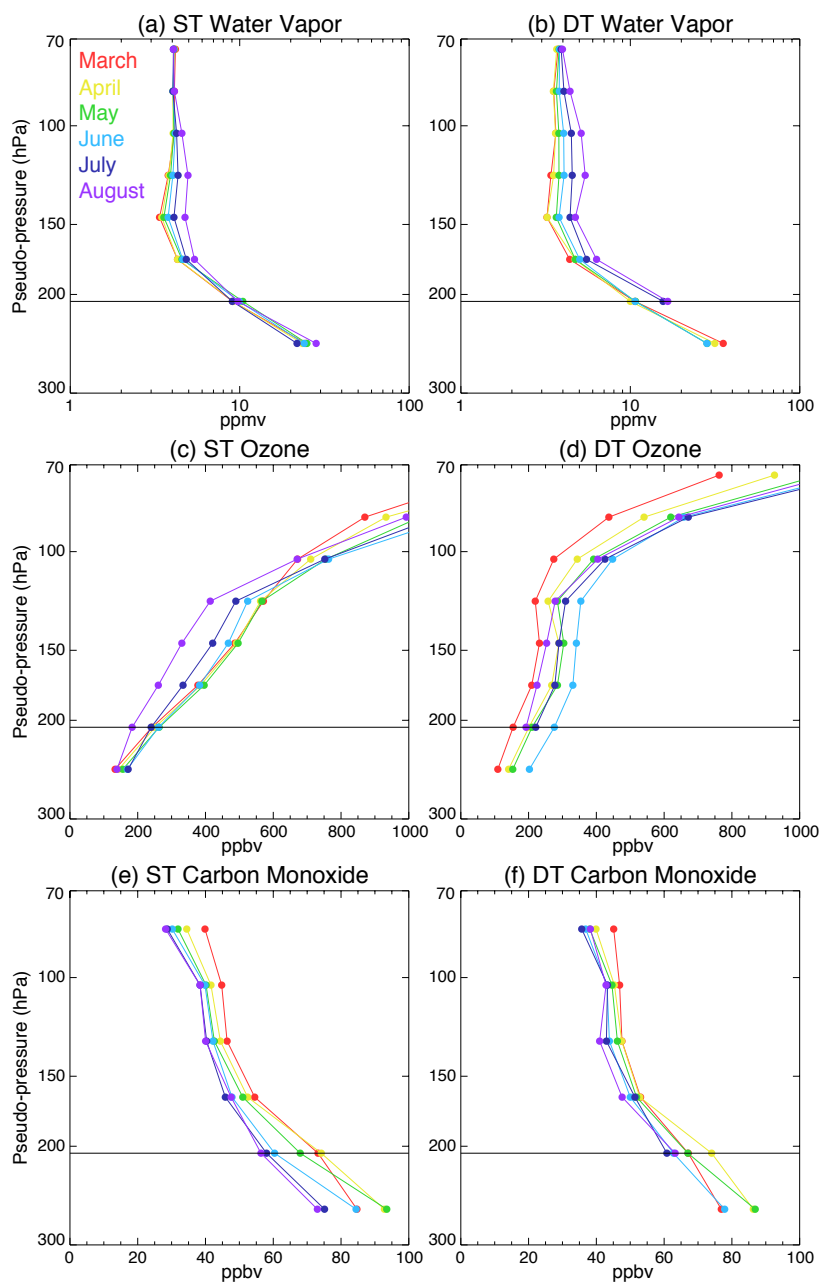 (a) ST Water Vapor
70
100
150
200
300
Pseudo-pressure (hPa)
March
April
May
June
July
August
1
10
100
ppmv
(b) DT Water Vapor
70
100
150
200
300
1
10
100
ppmv
(c) ST Ozone
70
100
150
200
300
Pseudo-pressure (hPa)
0
200
400
600
800
1000
ppbv
(d) DT Ozone
70
100
150
200
300
0
200
400
600
800
1000
ppbv
(e) ST Carbon Monoxide
70
100
150
200
300
Pseudo-pressure (hPa)
0
20
40
60
80
100
ppbv
(f) DT Carbon Monoxide
70
100
150
200
300
0
20
40
60
80
100
ppbv